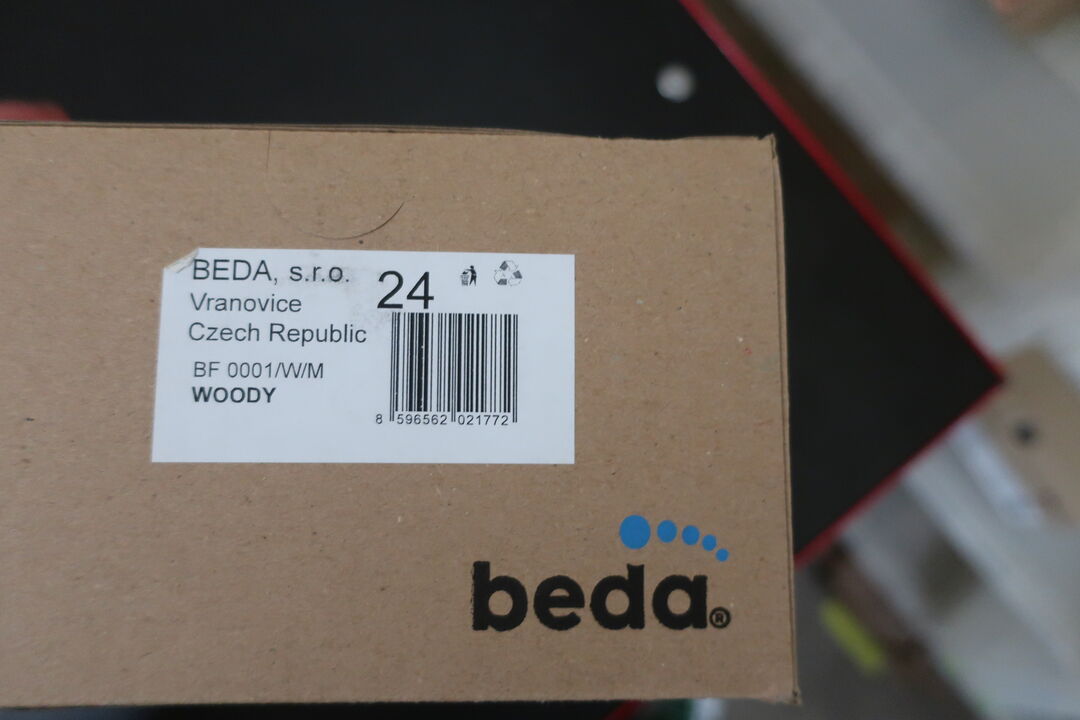 BEDA, s.r.o.
24
Vranovice
Czech Republic
BF 0001/W/M
WOODY
8 596562 021772
beda®